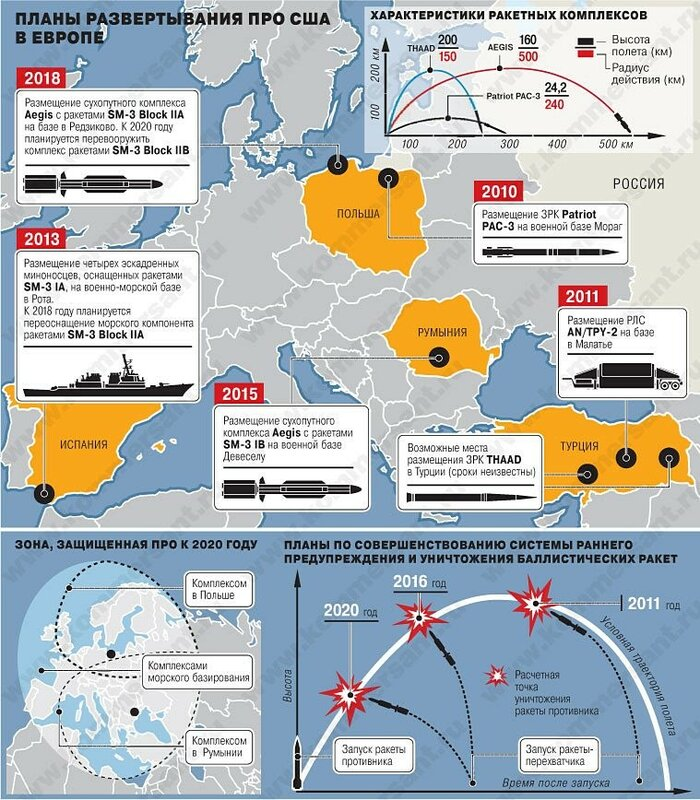 ПЛАНЫ РАЗВЕРТЫВАНИЯ ПРО США
В ЕВРОПЕ
ХАРАКТЕРИСТИКИ РАКЕТНЫХ КОМПЛЕКСОВ
200 км
100
THAAD
200
150
AEGIS
160
500
Patriot PAC-3
24,2
240
Высота
полета (км)
Радиус
действия (км)
100
200
300
200
500 км
2018
Размещение сухопутного комплекса
Aegis с ракетами SM-3 Block IIA
на базе в Редзиково. К 2020 году
планируется перевооружить
комплекс ракетами SM-3 Block IIB
РОССИЯ
ПОЛЬША
2010
Размещение ЗРК Patriot
PAC-3 на военной базе Мораг
2013
Размещение четырех эскадренных
миноносцев, оснащенных ракетами
SM-3 IA, на военно-морской базе
в Рота.
К 2018 году планируется
переоснащение морского компонента
ракетами SM-3 Block IIA
2011
Размещение РЛС
AN/TPY-2 на базе
в Малатье
РУМЫНИЯ
2015
Размещение сухопутного
комплекса Aegis с ракетами
SM-3 IB на военной базе
Девеселу
ИСПАНИЯ
Возможные места
размещения ЗРК THAAD
в Турции (сроки неизвестны)
ТУРЦИЯ
ЗОНА, ЗАЩИЩЕННАЯ ПРО К 2020 ГОДУ
Комплексом
в Польше
Комплексами
морского базирования
Комплексом
в Румынии
ПЛАНЫ ПО СОВЕРШЕНСТВОВАНИЮ СИСТЕМЫ РАННЕГО
ПРЕДУПРЕЖДЕНИЯ И УНИЧТОЖЕНИЯ БАЛЛИСТИЧЕСКИХ РАКЕТ
2020 год
2016 год
2011 год
Условная траектория полета
Расчетная
точка
уничтожения
ракеты противника
Высота
Запуск ракеты
противника
Запуск ракеты-
перехватчика
Время после запуска
www.kommersant.ru